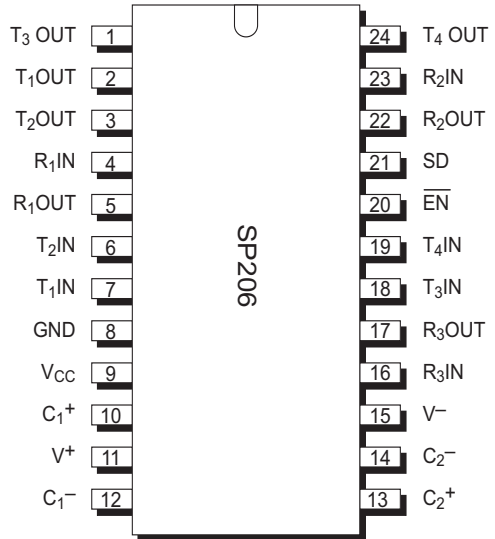 T₃ OUT 1 24 T₄ OUT
T₁OUT 2 23 R₂IN
T₂OUT 3 22 R₂OUT
R₁IN 4 21 SD
R₁OUT 5 20 E̅N̅
T₂IN 6 19 T₄IN
T₁IN 7 18 T₃IN
GND 8 17 R₃OUT
V_CC 9 16 R₃IN
C₁⁺ 10 15 V⁻
V⁺ 11 14 C₂⁻
C₁⁻ 12 13 C₂⁺
SP206